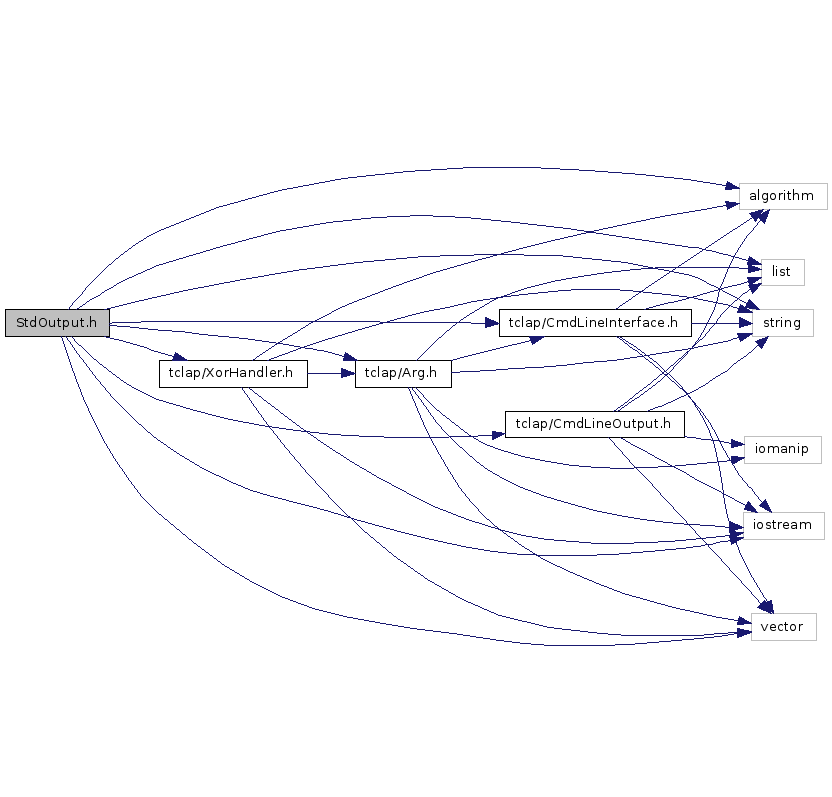 algorithm
list
StdOutput.h
tclap/CmdLineInterface.h
string
tclap/XorHandler.h
tclap/Arg.h
tclap/CmdLineOutput.h
iomanip
iostream
vector